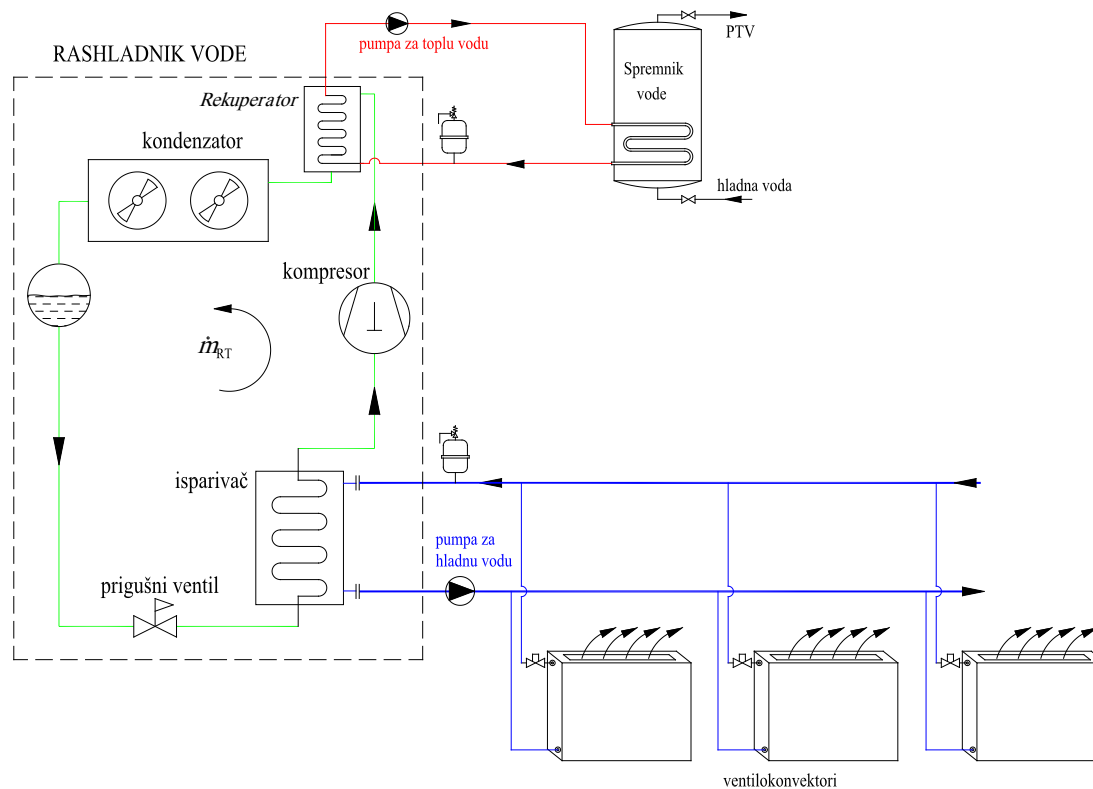 RASHLADNIK VODE
pumpa za toplu vodu
PTV
Spremnik
vode
Rekuperator
kondenzator
hladna voda
kompresor
ṁRT
isparivač
pumpa za
hladnu vodu
prigušni ventil
ventilokonvektori